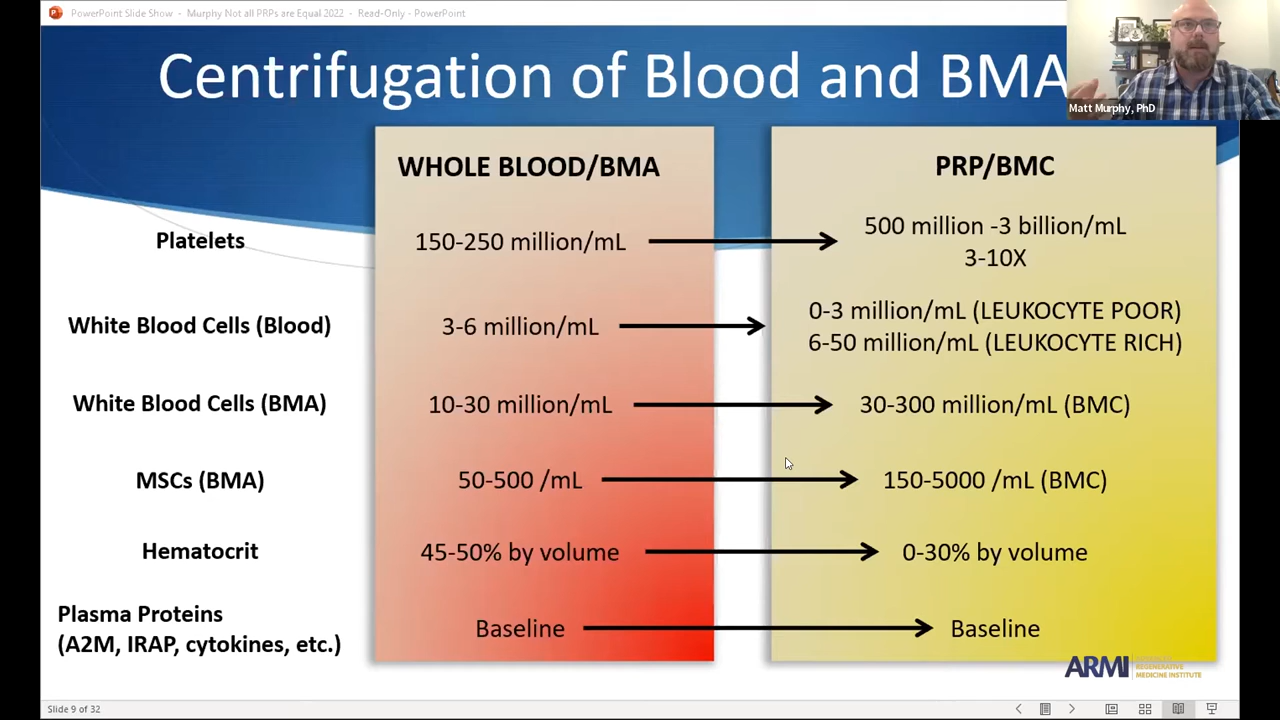 PowerPoint Slide Show - Murphy Not all PRPs are Equal 2022 - Read-Only - PowerPoint
Centrifugation of Blood and BMA
Matt Murphy, PhD
WHOLE BLOOD/BMA
PRP/BMC
Platelets
150-250 million/mL
500 million -3 billion/mL
3-10X
White Blood Cells (Blood)
3-6 million/mL
0-3 million/mL (LEUKOCYTE POOR)
6-50 million/mL (LEUKOCYTE RICH)
White Blood Cells (BMA)
10-30 million/mL
30-300 million/mL (BMC)
MSCs (BMA)
50-500 /mL
150-5000 /mL (BMC)
Hematocrit
45-50% by volume
0-30% by volume
Plasma Proteins
(A2M, IRAP, cytokines, etc.)
Baseline
Baseline
ARMI
REGENERATIVE
MEDICINE INSTITUTE
Slide 9 of 32